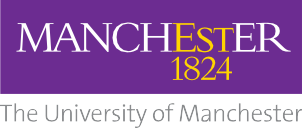 MANCHEstER
1824
The University of Manchester